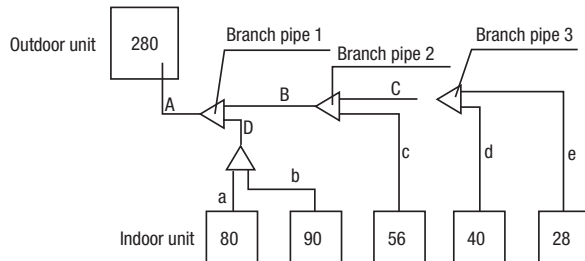 Branch pipe 1
Branch pipe 2
Branch pipe 3
Outdoor unit
280
A
B
C
D
a
b
c
d
e
Indoor unit
80
90
56
40
28